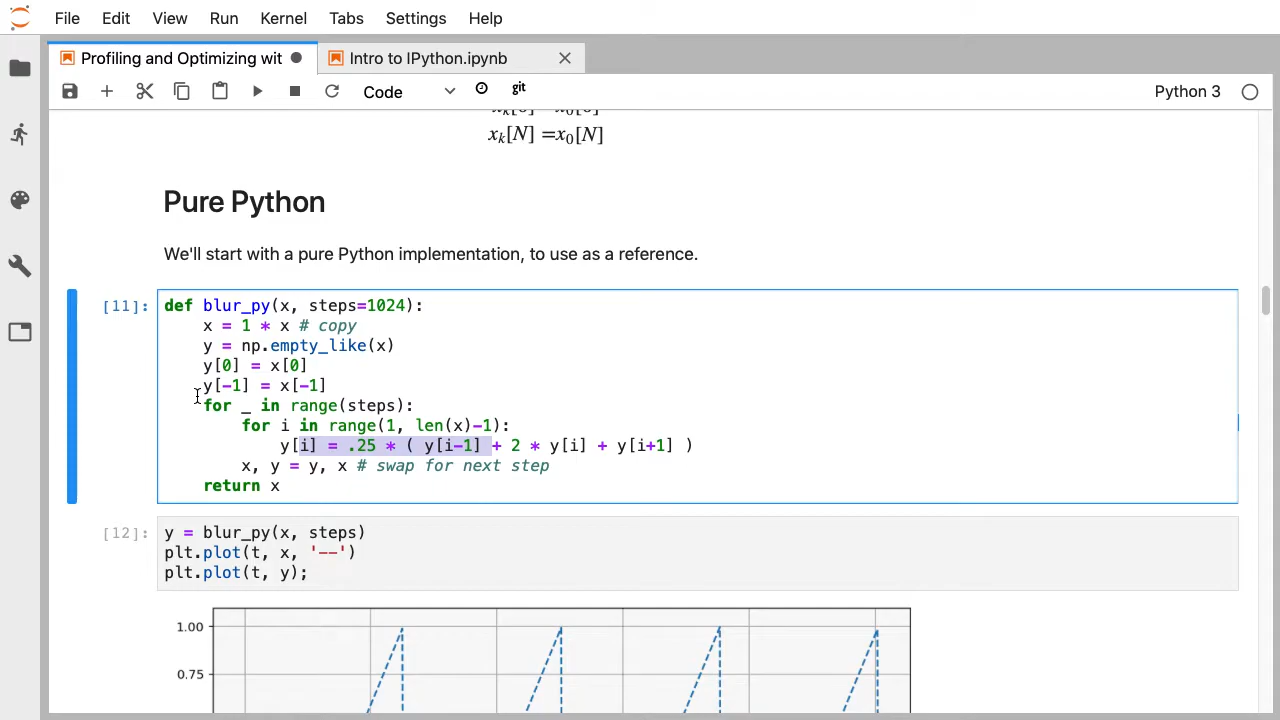 File Edit View Run Kernel Tabs Settings Help
Profiling and Optimizing wit
Intro to IPython.ipynb
Code
git
Python 3
xₖ[N] =x₀[N]
Pure Python
We'll start with a pure Python implementation, to use as a reference.
[11]:
def blur_py(x, steps=1024):
    x = 1 * x # copy
    y = np.empty_like(x)
    y[0] = x[0]
    y[-1] = x[-1]
    for _ in range(steps):
        for i in range(1, len(x)-1):
            y[i] = .25 * ( y[i-1] + 2 * y[i] + y[i+1] )
        x, y = y, x # swap for next step
    return x
[12]:
y = blur_py(x, steps)
plt.plot(t, x, '--')
plt.plot(t, y);
1.00
0.75